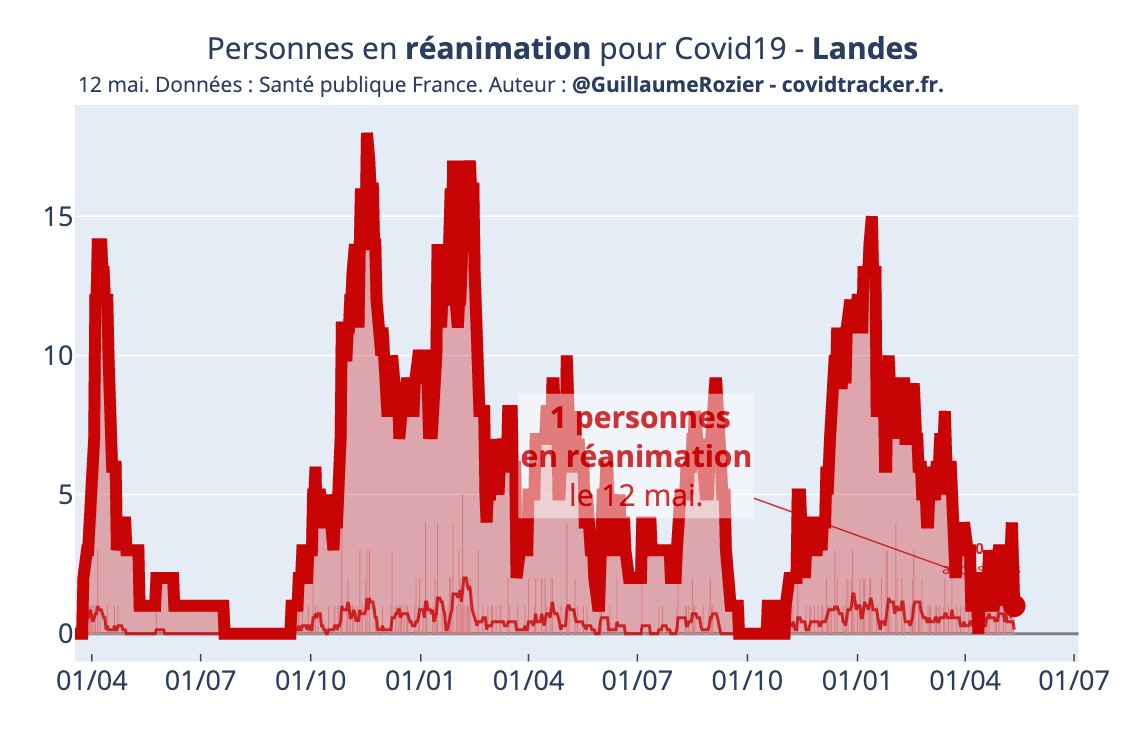 Personnes en réanimation pour Covid19 - Landes
12 mai. Données : Santé publique France. Auteur : @GuillaumeRozier - covidtracker.fr.
15
10
5
0
1 personnes
en réanimation
le 12 mai.
01/04
01/07
01/10
01/01
01/04
01/07
01/10
01/01
01/04
01/07